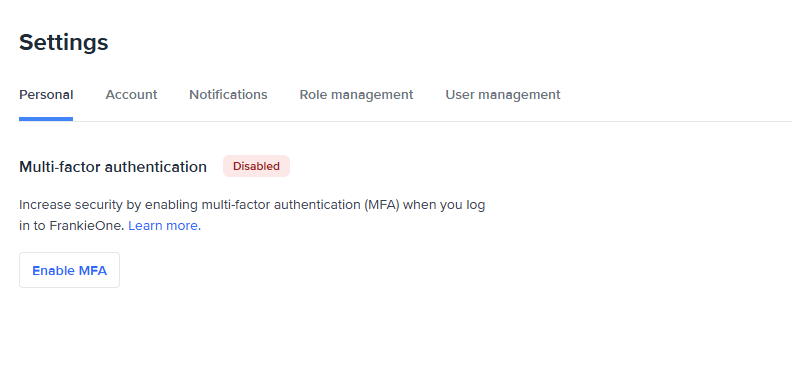 Settings
Personal Account Notifications Role management User management
Multi-factor authentication Disabled
Increase security by enabling multi-factor authentication (MFA) when you log
in to FrankieOne. Learn more.
Enable MFA